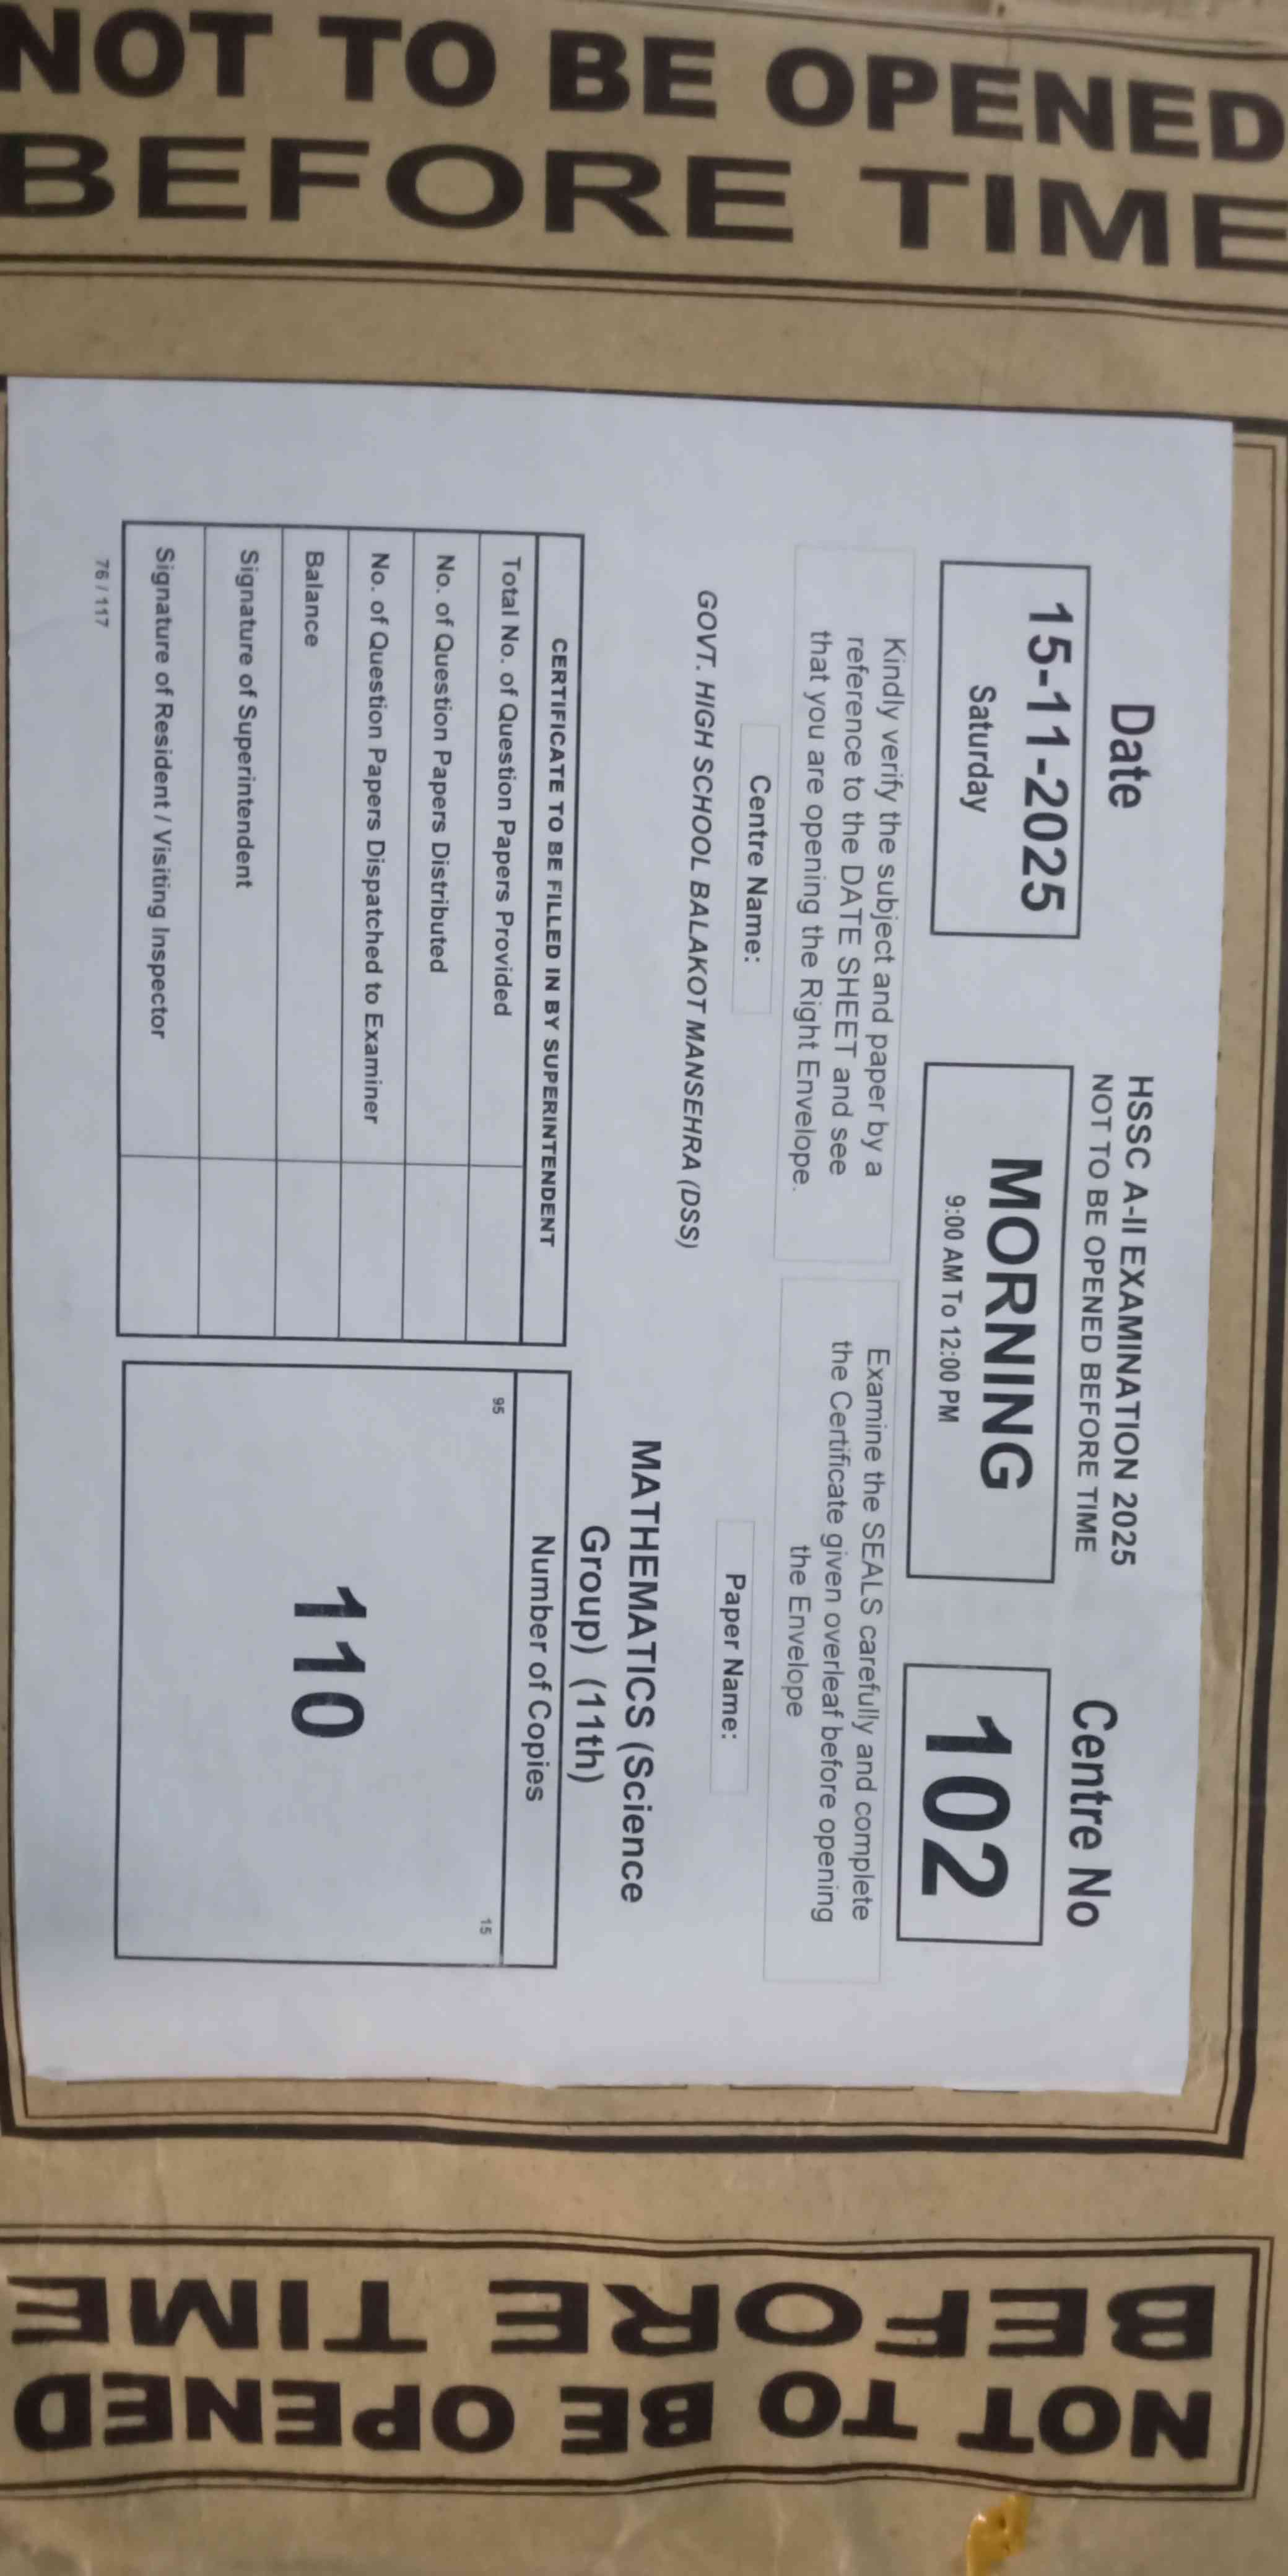 NOT TO BE OPENED
BEFORE TIME
HSSC A-II EXAMINATION 2025
NOT TO BE OPENED BEFORE TIME
Date
15-11-2025
Saturday
MORNING
9:00 AM To 12:00 PM
Centre No
102
Kindly verify the subject and paper by a
reference to the DATE SHEET and see
that you are opening the Right Envelope.
Examine the SEALS carefully and complete
the Certificate given overleaf before opening
the Envelope
Centre Name:
GOVT. HIGH SCHOOL BALAKOT MANSEHRA (DSS)
Paper Name:
MATHEMATICS (Science
Group) (11th)
CERTIFICATE TO BE FILLED IN BY SUPERINTENDENT
Total No. of Question Papers Provided
No. of Question Papers Distributed
No. of Question Papers Dispatched to Examiner
Balance
Signature of Superintendent
Signature of Resident / Visiting Inspector
Number of Copies
95
15
110
76 / 117
NOT TO BE OPENED
BEFORE TIME